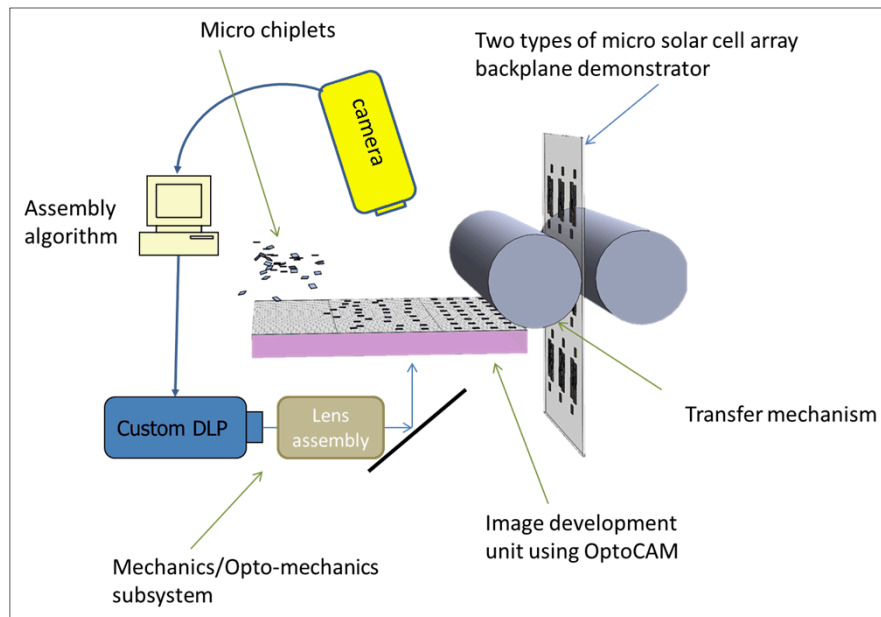 Micro chiplets
Two types of micro solar cell array
backplane demonstrator
camera
Assembly
algorithm
Custom DLP
Lens
assembly
Transfer mechanism
Image development
unit using OptoCAM
Mechanics/Opto-mechanics
subsystem